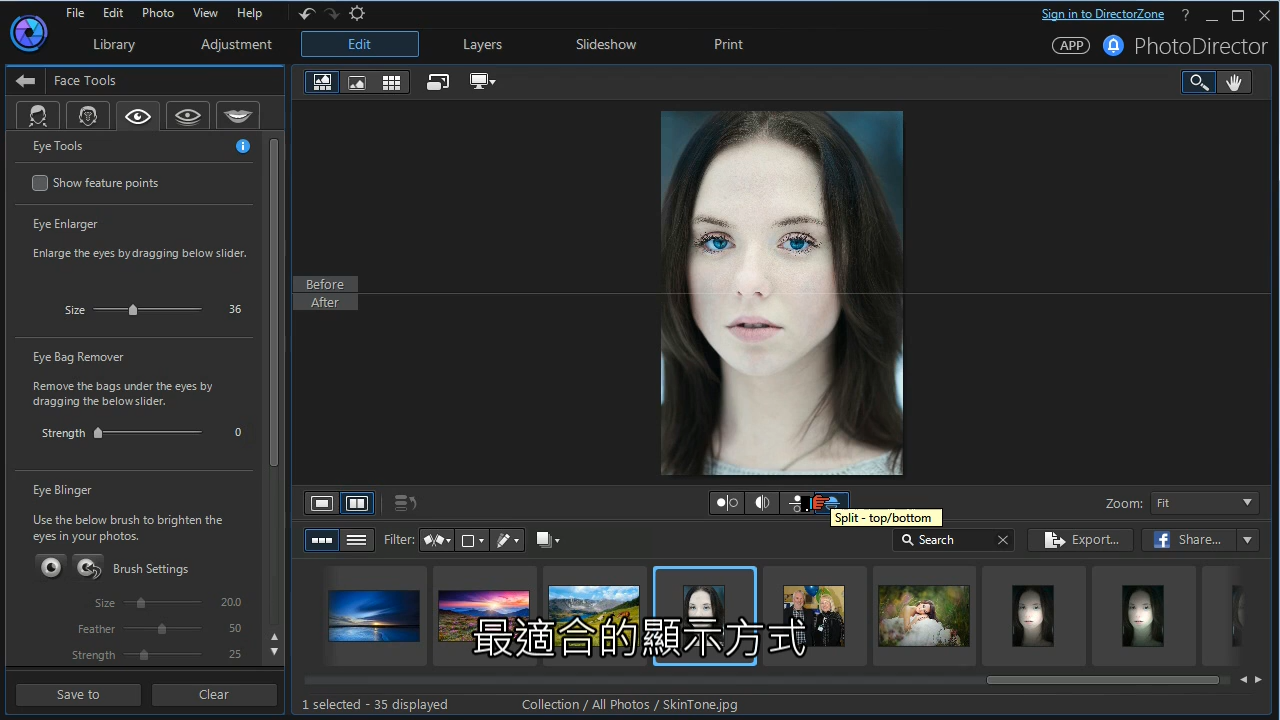 File Edit Photo View Help
Sign in to DirectorZone ?
Library Adjustment Edit Layers Slideshow Print
APP PhotoDirector
Face Tools
Eye Tools
Show feature points
Eye Enlarger
Enlarge the eyes by dragging below slider.
Size 36
Before
After
Eye Bag Remover
Remove the bags under the eyes by
dragging the below slider.
Strength 0
Eye Blinger
Use the below brush to brighten the
eyes in your photos.
Brush Settings
Size 20.0
Feather 50
Strength 25
Save to Clear
Zoom: Fit
Split - top/bottom
Filter: Search Export... Share...
最適合的顯示方式
1 selected - 35 displayed Collection / All Photos / SkinTone.jpg